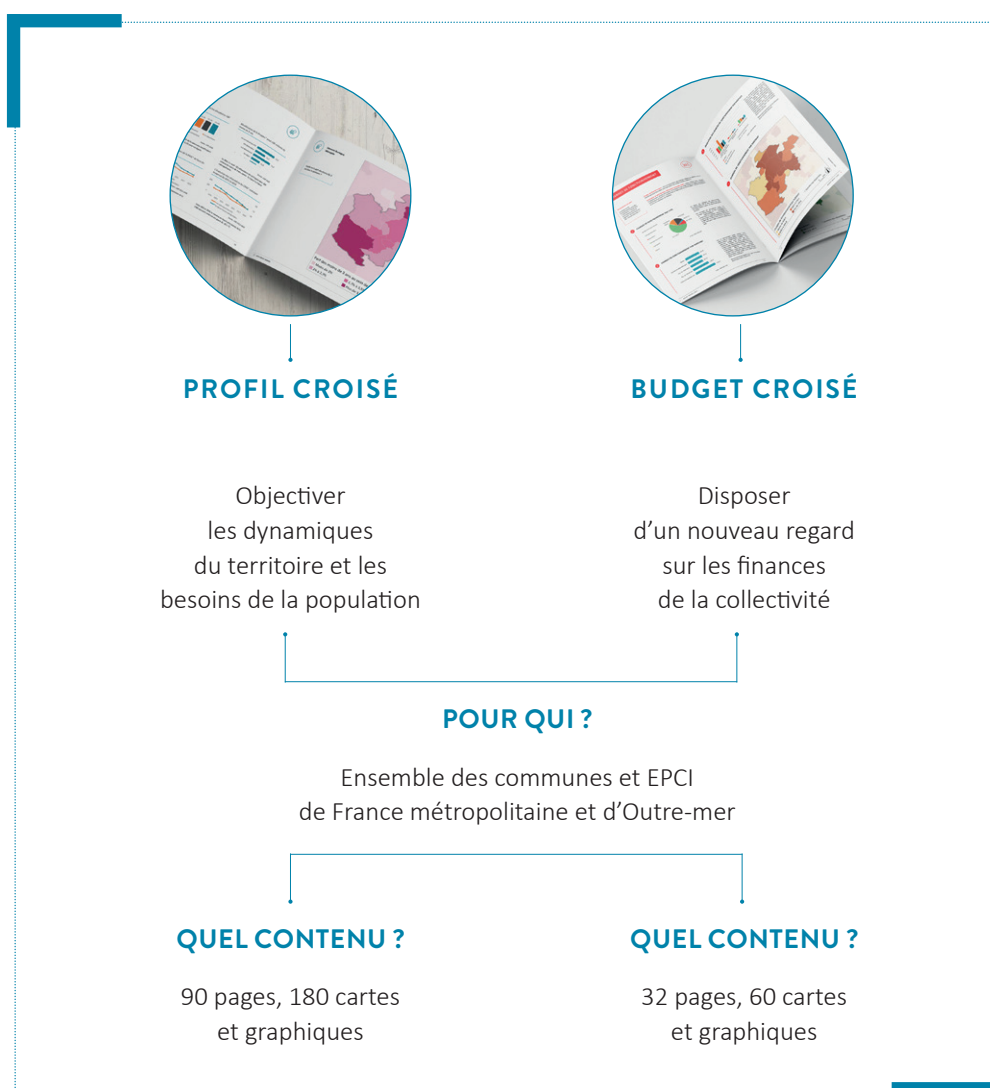 PROFIL CROISÉ
Objectiver
les dynamiques
du territoire et les
besoins de la population
BUDGET CROISÉ
Disposer
d’un nouveau regard
sur les finances
de la collectivité
POUR QUI ?
Ensemble des communes et EPCI
de France métropolitaine et d’Outre-mer
QUEL CONTENU ?
90 pages, 180 cartes
et graphiques
QUEL CONTENU ?
32 pages, 60 cartes
et graphiques